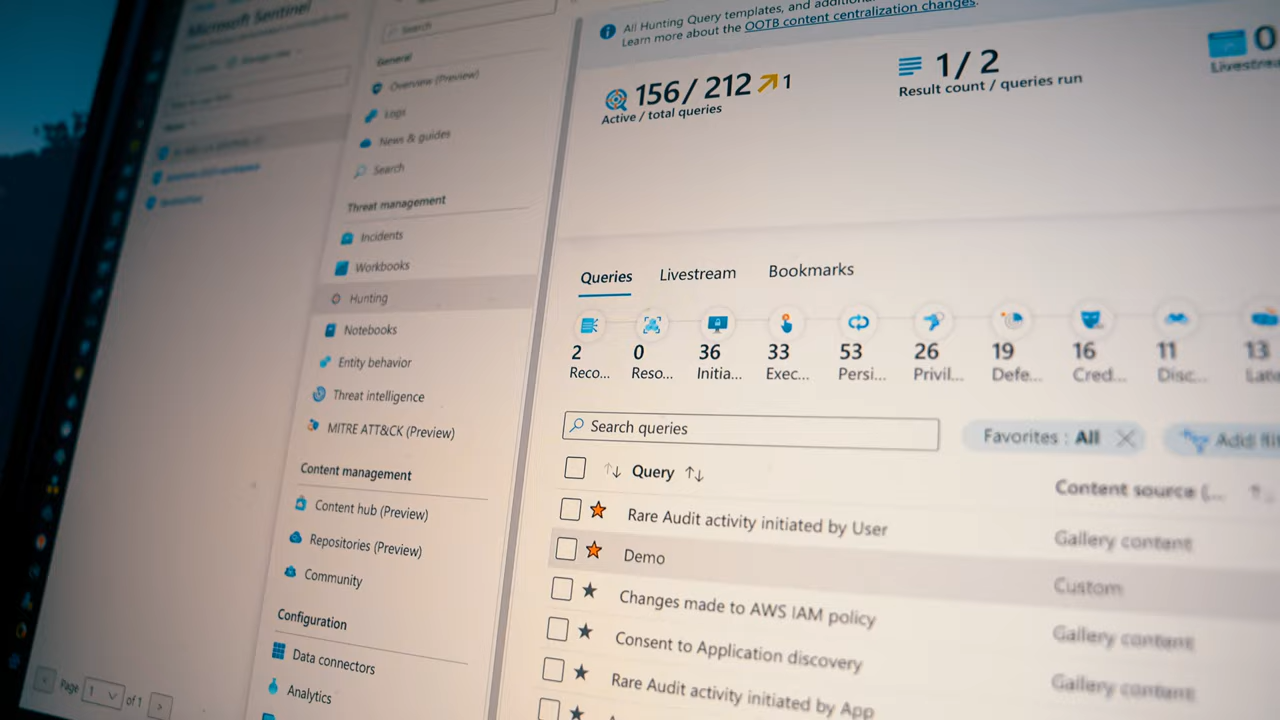 Microsoft Sentinel
Search
General
Overview (Preview)
Logs
News & guides
Search
Threat management
Incidents
Workbooks
Hunting
Notebooks
Entity behavior
Threat intelligence
MITRE ATT&CK (Preview)
Content management
Content hub (Preview)
Repositories (Preview)
Community
Configuration
Data connectors
Analytics
Page 1 of 1
All Hunting Query templates, and
Learn more about the OOTB content centralization changes.
156/212 1
Active / total queries
1/2
Result count / queries run
0
Livestre
Queries Livestream Bookmarks
2 0 36 33 53 26 19 16 11 13
Reco... Reso... Initia... Exec... Persi... Privil... Defe... Cred... Disc... Late
Search queries
Favorites : All
Add
Query
Content source (...
Rare Audit activity initiated by User Gallery content
Demo Custom
Changes made to AWS IAM policy Gallery content
Consent to Application discovery Gallery content
Rare Audit activity initiated by App